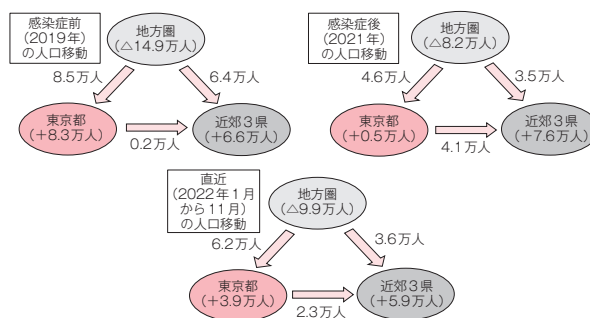 感染症前
（2019年）
の人口移動
地方圏
（△14.9万人）
8.5万人
6.4万人
東京都
（＋8.3万人）
0.2万人
近郊３県
（＋6.6万人）
感染症後
（2021年）
の人口移動
地方圏
（△8.2万人）
4.6万人
3.5万人
東京都
（＋0.5万人）
4.1万人
近郊３県
（＋7.6万人）
直近
（2022年１月
から11月）
の人口移動
地方圏
（△9.9万人）
6.2万人
3.6万人
東京都
（＋3.9万人）
2.3万人
近郊３県
（＋5.9万人）